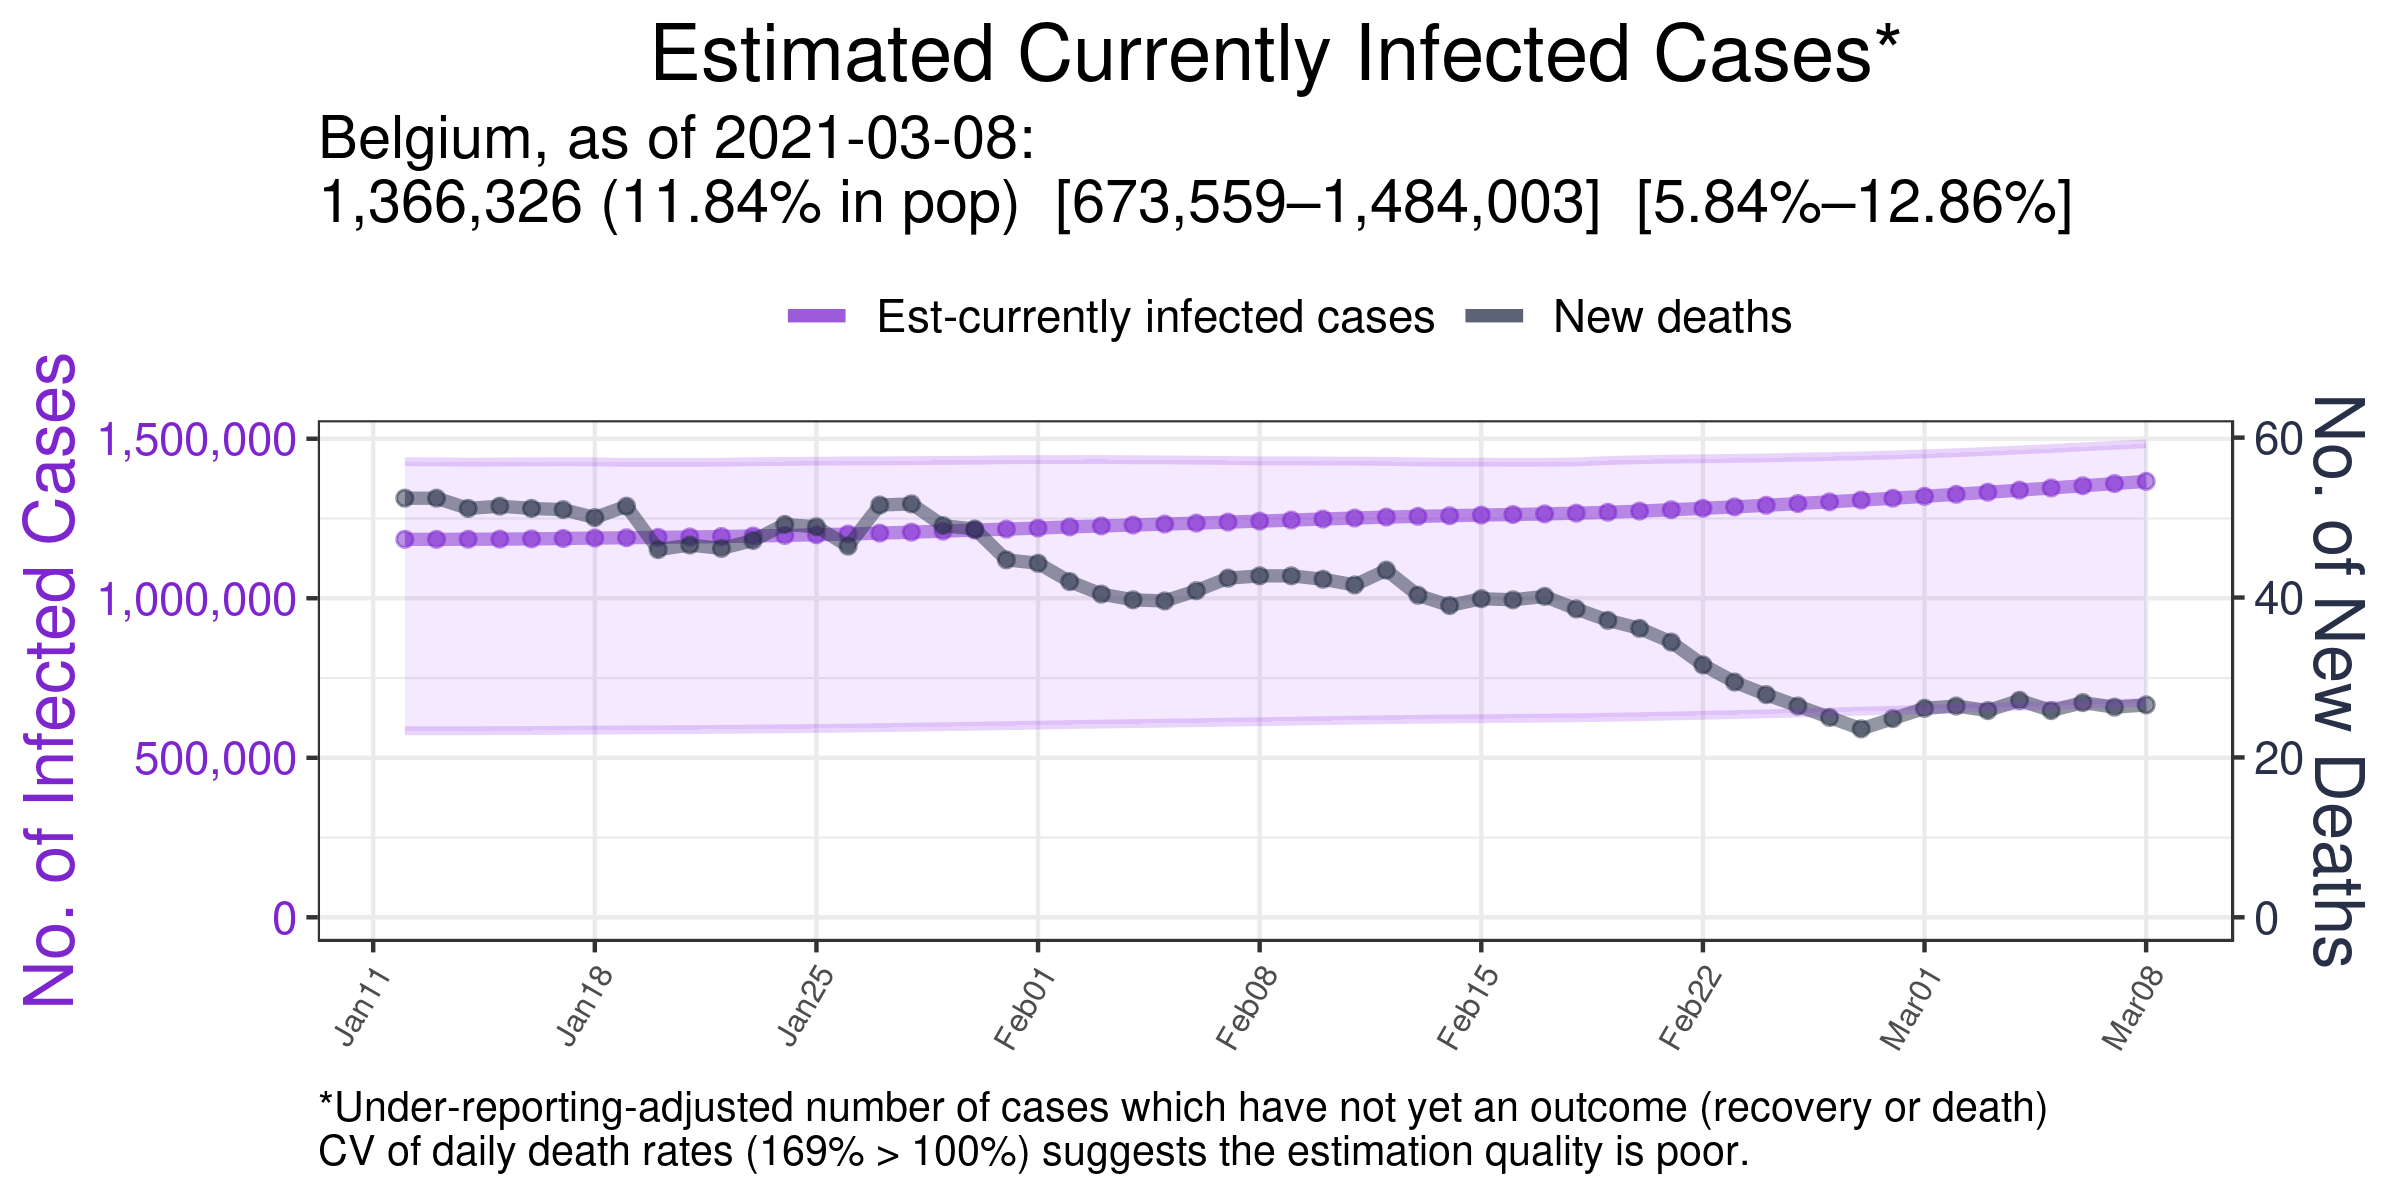 Estimated Currently Infected Cases*
Belgium, as of 2021-03-08:
1,366,326 (11.84% in pop)  [673,559–1,484,003]  [5.84%–12.86%]
Est-currently infected cases
New deaths
No. of Infected Cases
1,500,000
1,000,000
500,000
0
60
40
20
0
No. of New Deaths
Jan11
Jan18
Jan25
Feb01
Feb08
Feb15
Feb22
Mar01
Mar08
*Under-reporting-adjusted number of cases which have not yet an outcome (recovery or death)
CV of daily death rates (169% > 100%) suggests the estimation quality is poor.